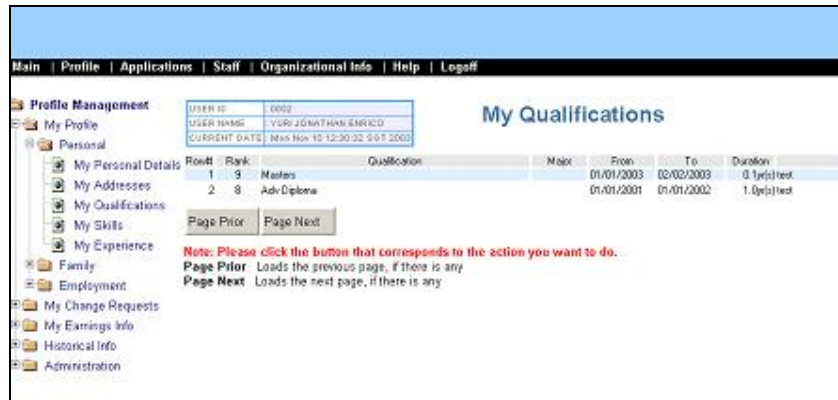 Main | Profile | Applications | Staff | Organizational Info | Help | Logoff
Profile Management
My Profile
Personal
My Personal Details
My Addresses
My Qualifications
My Skills
My Experience
Family
Employment
My Change Requests
My Earnings Info
Historical Info
Administration
USER ID : 0002
USER NAME : YURI JONATHAN ENRICO
CURRENT DATE : Mon Nov 10 12:30:32 SGT 2003
My Qualifications
Row# Rank Qualification Major From To Duration
1 9 Masters 01/01/2003 02/02/2003 0.1yr(s) test
2 8 Adv Diploma 01/01/2001 01/01/2002 1.0yr(s) test
Page Prior Page Next
Note: Please click the button that corresponds to the action you want to do.
Page Prior Loads the previous page, if there is any
Page Next Loads the next page, if there is any